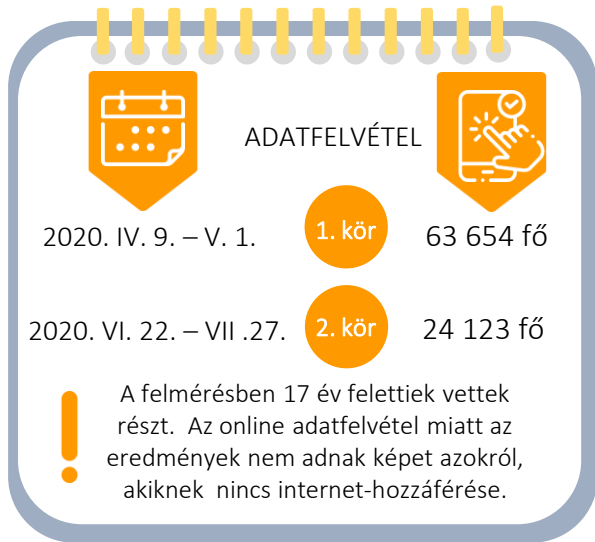 ADATFELVÉTEL
2020. IV. 9. – V. 1.
1. kör
63 654 fő
2020. VI. 22. – VII .27.
2. kör
24 123 fő
A felmérésben 17 év felettiek vettek
részt.  Az online adatfelvétel miatt az
eredmények nem adnak képet azokról,
akiknek  nincs internet-hozzáférése.